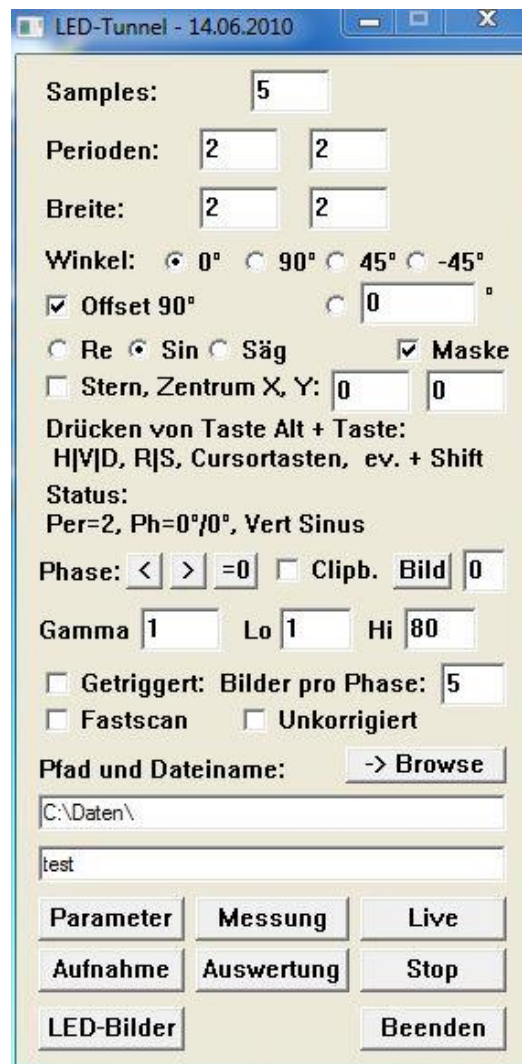 LED-Tunnel - 14.06.2010
Samples: 5
Perioden: 2 2
Breite: 2 2
Winkel: 0° 90° 45° -45°
Offset 90° 0 °
Re Sin Säg Maske
Stern, Zentrum X, Y: 0 0
Drücken von Taste Alt + Taste:
H|V|D, R|S, Cursortasten, ev. + Shift
Status:
Per=2, Ph=0°/0°, Vert Sinus
Phase: < > =0 Clipb. Bild 0
Gamma 1 Lo 1 Hi 80
Getriggert: Bilder pro Phase: 5
Fastscan Unkorrigiert
Pfad und Dateiname: -> Browse
C:\Daten\
test
Parameter Messung Live
Aufnahme Auswertung Stop
LED-Bilder Beenden